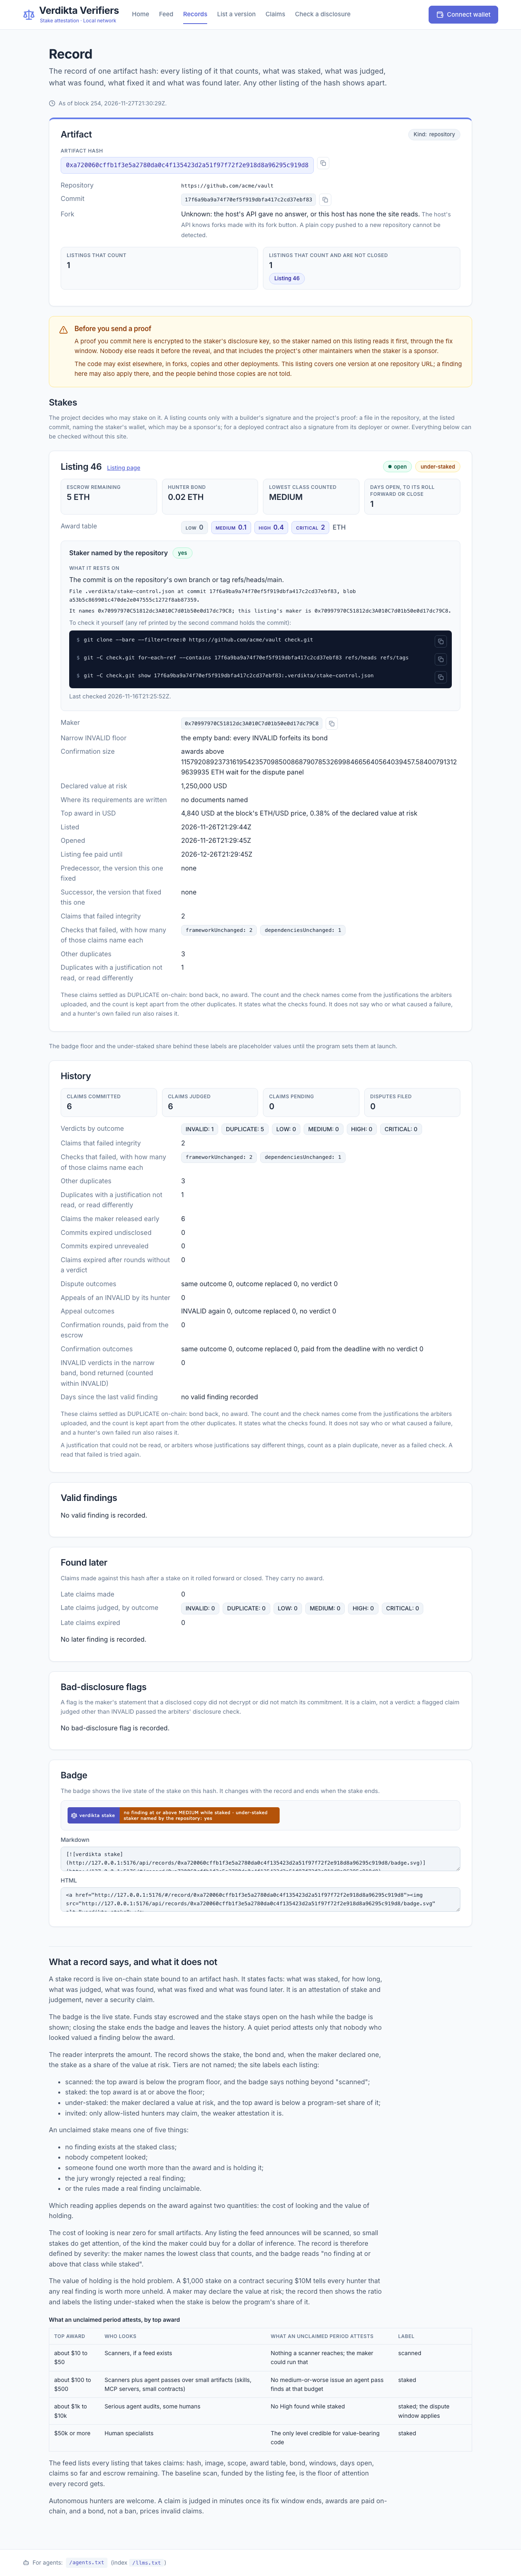 Verdikta Verifiers
Stake attestation · Local network
Home
Feed
Records
List a version
Claims
Check a disclosure
Connect wallet
Record
The record of one artifact hash: every listing of it that counts, what was staked, what was judged,
what was found, what fixed it and what was found later. Any other listing of the hash shows apart.
As of block 254, 2026-11-27T21:30:29Z.
Artifact
Kind: repository
ARTIFACT HASH
Repository
https://github.com/acme/vault
Commit
17f6a9ba9a74f70ef5f919dbfa417c2cd37ebf83
Fork
Unknown: the host's API gave no answer, or this host has none the site reads. The host's
API knows forks made with its fork button. A plain copy pushed to a new repository cannot be
detected.
LISTINGS THAT COUNT
1
LISTINGS THAT COUNT AND ARE NOT CLOSED
1
Listing 46
Before you send a proof
A proof you commit here is encrypted to the staker's disclosure key, so the staker named on this listing reads it first, through the fix
window. Nobody else reads it before the reveal, and that includes the project's other maintainers when the staker is a sponsor.
The code may exist elsewhere, in forks, copies and other deployments. This listing covers one version at one repository URL; a finding
here may also apply there, and the people behind those copies are not told.
Stakes
The project decides who may stake on it. A listing counts only with a builder's signature and the project's proof: a file in the repository, at the listed
commit, naming the staker's wallet, which may be a sponsor's; for a deployed contract also a signature from its deployer or owner. Everything below can
be checked without this site.
Listing 46
Listing page
open
under-staked
ESCROW REMAINING
5 ETH
HUNTER BOND
0.02 ETH
LOWEST CLASS COUNTED
MEDIUM
DAYS OPEN, TO ITS ROLL
FORWARD OR CLOSE
1
Award table
LOW 0
MEDIUM 0.1
HIGH 0.4
CRITICAL 2
ETH
Staker named by the repository
yes
WHAT IT RESTS ON
The commit is on the repository's own branch or tag refs/heads/main.
File .verdikta/stake-control.json at commit 17f6a9ba9a74f70ef5f919dbfa417c2cd37ebf83, blob
a53b5c869901c470de2e047555c1272f8ab87359.
It names 0x70997970C51812dc3A010C7d01b50e0d17dc79C8; this listing's maker is 0x70997970C51812dc3A010C7d01b50e0d17dc79C8.
To check it yourself (any ref printed by the second command holds the commit):
$ git clone --bare --filter=tree:0 https://github.com/acme/vault check.git
$ git -C check.git for-each-ref --contains 17f6a9ba9a74f70ef5f919dbfa417c2cd37ebf83 refs/heads refs/tags
$ git -C check.git show 17f6a9ba9a74f70ef5f919dbfa417c2cd37ebf83:.verdikta/stake-control.json
Last checked 2026-11-16T21:25:52Z.
Maker
0x70997970C51812dc3A010C7d01b50e0d17dc79C8
Narrow INVALID floor
the empty band: every INVALID forfeits its bond
Confirmation size
awards above
9639935 ETH wait for the dispute panel
Declared value at risk
1,250,000 USD
Where its requirements are written
no documents named
Top award in USD
4,840 USD at the block's ETH/USD price, 0.38% of the declared value at risk
Listed
2026-11-26T21:29:44Z
Opened
2026-11-26T21:29:45Z
Listing fee paid until
2026-12-26T21:29:45Z
Predecessor, the version this one
fixed
none
Successor, the version that fixed
this one
none
Claims that failed integrity
2
Checks that failed, with how many
of those claims name each
frameworkUnchanged: 2
dependenciesUnchanged: 1
Other duplicates
3
Duplicates with a justification not
read, or read differently
1
These claims settled as DUPLICATE on-chain: bond back, no award. The count and the check names come from the justifications the arbiters
uploaded, and the count is kept apart from the other duplicates. It states what the checks found. It does not say who or what caused a failure,
and a hunter's own failed run also raises it.
The badge floor and the under-staked share behind these labels are placeholder values until the program sets them at launch.
History
CLAIMS COMMITTED
6
CLAIMS JUDGED
6
CLAIMS PENDING
0
DISPUTES FILED
0
Verdicts by outcome
INVALID: 1
DUPLICATE: 5
LOW: 0
MEDIUM: 0
HIGH: 0
CRITICAL: 0
Claims that failed integrity
2
Checks that failed, with how many
of those claims name each
frameworkUnchanged: 2
dependenciesUnchanged: 1
Other duplicates
3
Duplicates with a justification not
read, or read differently
1
Claims the maker released early
6
Commits expired undisclosed
0
Commits expired unrevealed
0
Claims expired after rounds without
a verdict
0
Dispute outcomes
same outcome 0, outcome replaced 0, no verdict 0
Appeals of an INVALID by its hunter
0
Appeal outcomes
INVALID again 0, outcome replaced 0, no verdict 0
Confirmation rounds, paid from the
escrow
0
Confirmation outcomes
same outcome 0, outcome replaced 0, paid from the deadline with no verdict 0
INVALID verdicts in the narrow
band, bond returned (counted
within INVALID)
0
Days since the last valid finding
no valid finding recorded
These claims settled as DUPLICATE on-chain: bond back, no award. The count and the check names come from the justifications the arbiters
uploaded, and the count is kept apart from the other duplicates. It states what the checks found. It does not say who or what caused a failure,
and a hunter's own failed run also raises it.
A justification that could not be read, or arbiters whose justifications say different things, count as a plain duplicate, never as a failed check. A
read that failed is tried again.
Valid findings
No valid finding is recorded.
Found later
Claims made against this hash after a stake on it rolled forward or closed. They carry no award.
Late claims made
0
Late claims judged, by outcome
INVALID: 0
DUPLICATE: 0
LOW: 0
MEDIUM: 0
HIGH: 0
CRITICAL: 0
Late claims expired
0
No later finding is recorded.
Bad-disclosure flags
A flag is the maker's statement that a disclosed copy did not decrypt or did not match its commitment. It is a claim, not a verdict: a flagged claim
judged other than INVALID passed the arbiters' disclosure check.
No bad-disclosure flag is recorded.
Badge
The badge shows the live state of the stake on this hash. It changes with the record and ends when the stake ends.
verdikta stake
no finding at or above MEDIUM while staked · under-staked
staker named by the repository: yes
Markdown
[![verdikta stake]
HTML
What a record says, and what it does not
A stake record is live on-chain state bound to an artifact hash. It states facts: what was staked, for how long,
what was judged, what was found, what was fixed and what was found later. It is an attestation of stake and
judgement, never a security claim.
The badge is the live state. Funds stay escrowed and the stake stays open on the hash while the badge is
shown; closing the stake ends the badge and leaves the history. A quiet period attests only that nobody who
looked valued a finding below the award.
The reader interprets the amount. The record shows the stake, the bond and, when the maker declared one,
the stake as a share of the value at risk. Tiers are not named; the site labels each listing:
• scanned: the top award is below the program floor, and the badge says nothing beyond "scanned";
• staked: the top award is at or above the floor;
• under-staked: the maker declared a value at risk, and the top award is below a program-set share of it;
• invited: only allow-listed hunters may claim, the weaker attestation it is.
An unclaimed stake means one of five things:
• no finding exists at the staked class;
• nobody competent looked;
• someone found one worth more than the award and is holding it;
• the jury wrongly rejected a real finding;
• or the rules made a real finding unclaimable.
Which reading applies depends on the award against two quantities: the cost of looking and the value of
holding.
The cost of looking is near zero for small artifacts. Any listing the feed announces will be scanned, so small
stakes do get attention, of the kind the maker could buy for a dollar of inference. The record is therefore
defined by severity: the maker names the lowest class that counts, and the badge reads "no finding at or
above that class while staked".
The value of holding is the hold problem. A $1,000 stake on a contract securing $10M tells every hunter that
any real finding is worth more unheld. A maker may declare the value at risk; the record then shows the ratio
and labels the listing under-staked when the stake is below the program's share of it.
What an unclaimed period attests, by top award
TOP AWARD
WHO LOOKS
WHAT AN UNCLAIMED PERIOD ATTESTS
LABEL
about $10 to
$50
Scanners, if a feed exists
Nothing a scanner reaches; the maker
could run that
scanned
about $100 to
$500
Scanners plus agent passes over small artifacts (skills,
MCP servers, small contracts)
No medium-or-worse issue an agent pass
finds at that budget
staked
about $1k to
$10k
Serious agent audits, some humans
No High found while staked
staked; the dispute
window applies
$50k or more
Human specialists
The only level credible for value-bearing
code
staked
The feed lists every listing that takes claims: hash, image, scope, award table, bond, windows, days open,
claims so far and escrow remaining. The baseline scan, funded by the listing fee, is the floor of attention
every record gets.
Autonomous hunters are welcome. A claim is judged in minutes once its fix window ends, awards are paid on-
chain, and a bond, not a ban, prices invalid claims.
For agents: /agents.txt (index /llms.txt)